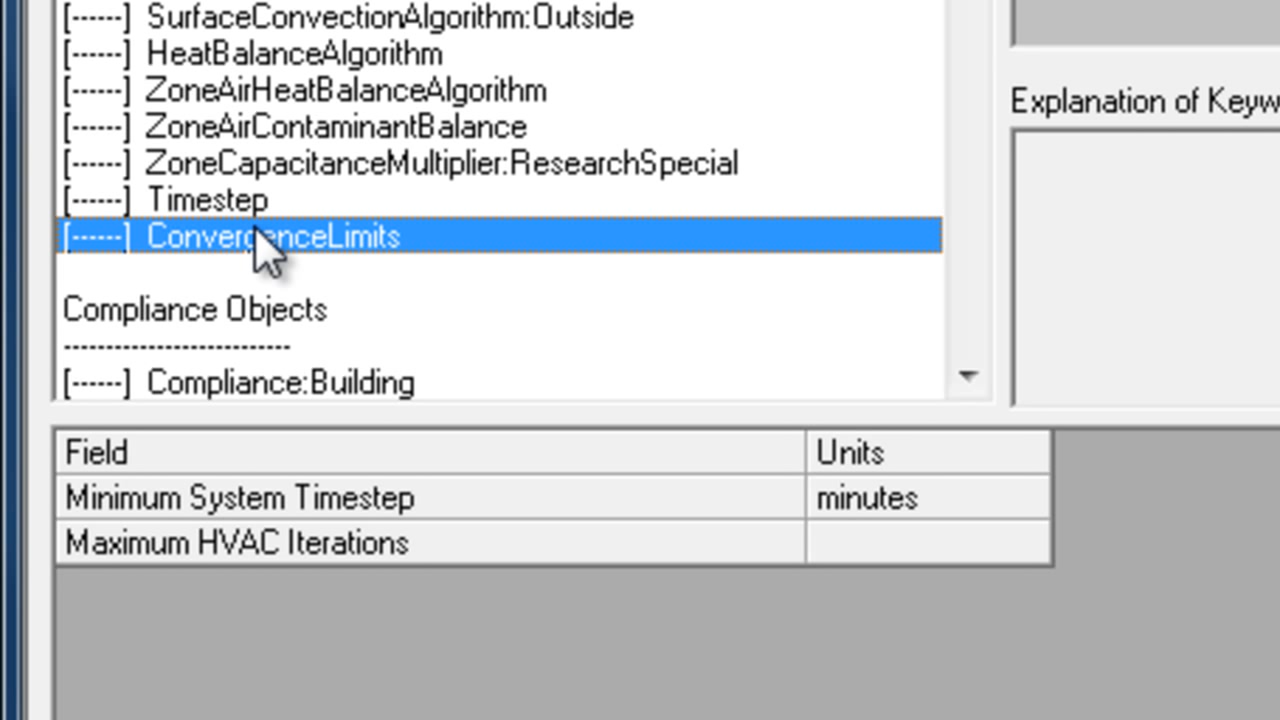 [------] SurfaceConvectionAlgorithm:Outside
[------] HeatBalanceAlgorithm
[------] ZoneAirHeatBalanceAlgorithm
[------] ZoneAirContaminantBalance
[------] ZoneCapacitanceMultiplier:ResearchSpecial
[------] Timestep
[------] ConvergenceLimits
Compliance Objects
--------------------------
[------] Compliance:Building
Explanation of Keyw
Field Units
Minimum System Timestep minutes
Maximum HVAC Iterations